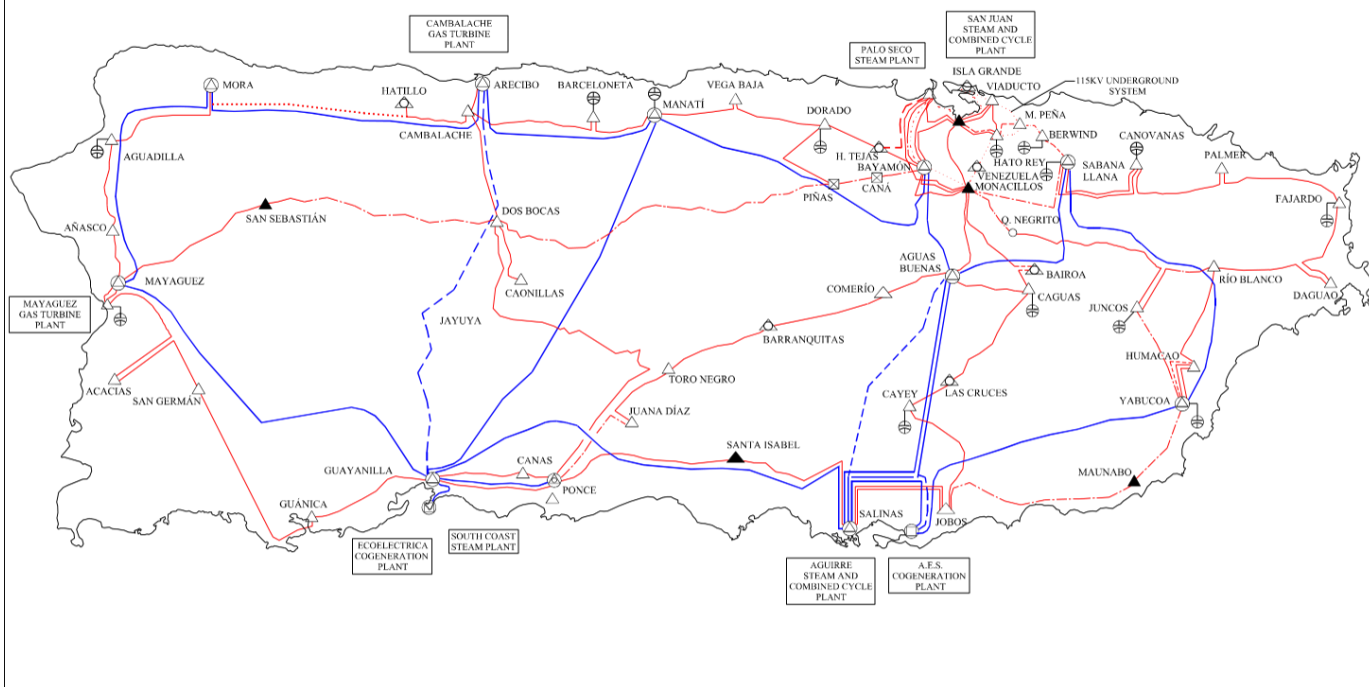 CAMBALACHE
GAS TURBINE
PLANT
SAN JUAN
STEAM AND
COMBINED CYCLE
PLANT
PALO SECO
STEAM PLANT
ISLA GRANDE
VIADUCTO
115KV UNDERGROUND
SYSTEM
MORA
HATILLO
ARECIBO
BARCELONETA
MANATÍ
VEGA BAJA
DORADO
M. PEÑA
BERWIND
CANOVANAS
CAMBALACHE
AGUADILLA
H. TEJAS
BAYAMÓN
HATO REY
SABANA
LLANA
PALMER
VENEZUELA
MONACILLOS
CANÁ
PIÑAS
FAJARDO
SAN SEBASTIÁN
DOS BOCAS
AÑASCO
Q. NEGRITO
MAYAGUEZ
AGUAS
BUENAS
BAIROA
RÍO BLANCO
CAONILLAS
COMERÍO
CAGUAS
DAGUAO
MAYAGUEZ
GAS TURBINE
PLANT
JAYUYA
JUNCOS
BARRANQUITAS
HUMACAO
TORO NEGRO
ACACIAS
SAN GERMÁN
LAS CRUCES
CAYEY
YABUCOA
JUANA DÍAZ
SANTA ISABEL
GUAYANILLA
CANAS
MAUNABO
PONCE
GUÁNICA
SALINAS
JOBOS
ECOELECTRICA
COGENERATION
PLANT
SOUTH COAST
STEAM PLANT
AGUIRRE
STEAM AND
COMBINED CYCLE
PLANT
A.E.S.
COGENERATION
PLANT